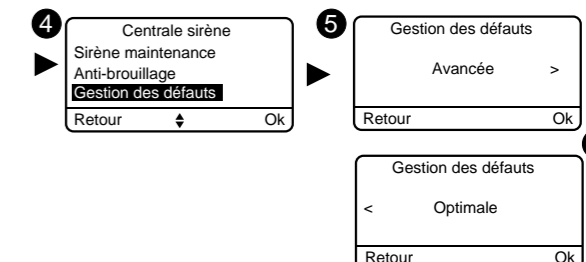 4
Centrale sirène
Sirène maintenance
Anti-brouillage
Gestion des défauts
Retour Ok
5
Gestion des défauts
Avancée >
Retour Ok
Gestion des défauts
< Optimale
Retour Ok